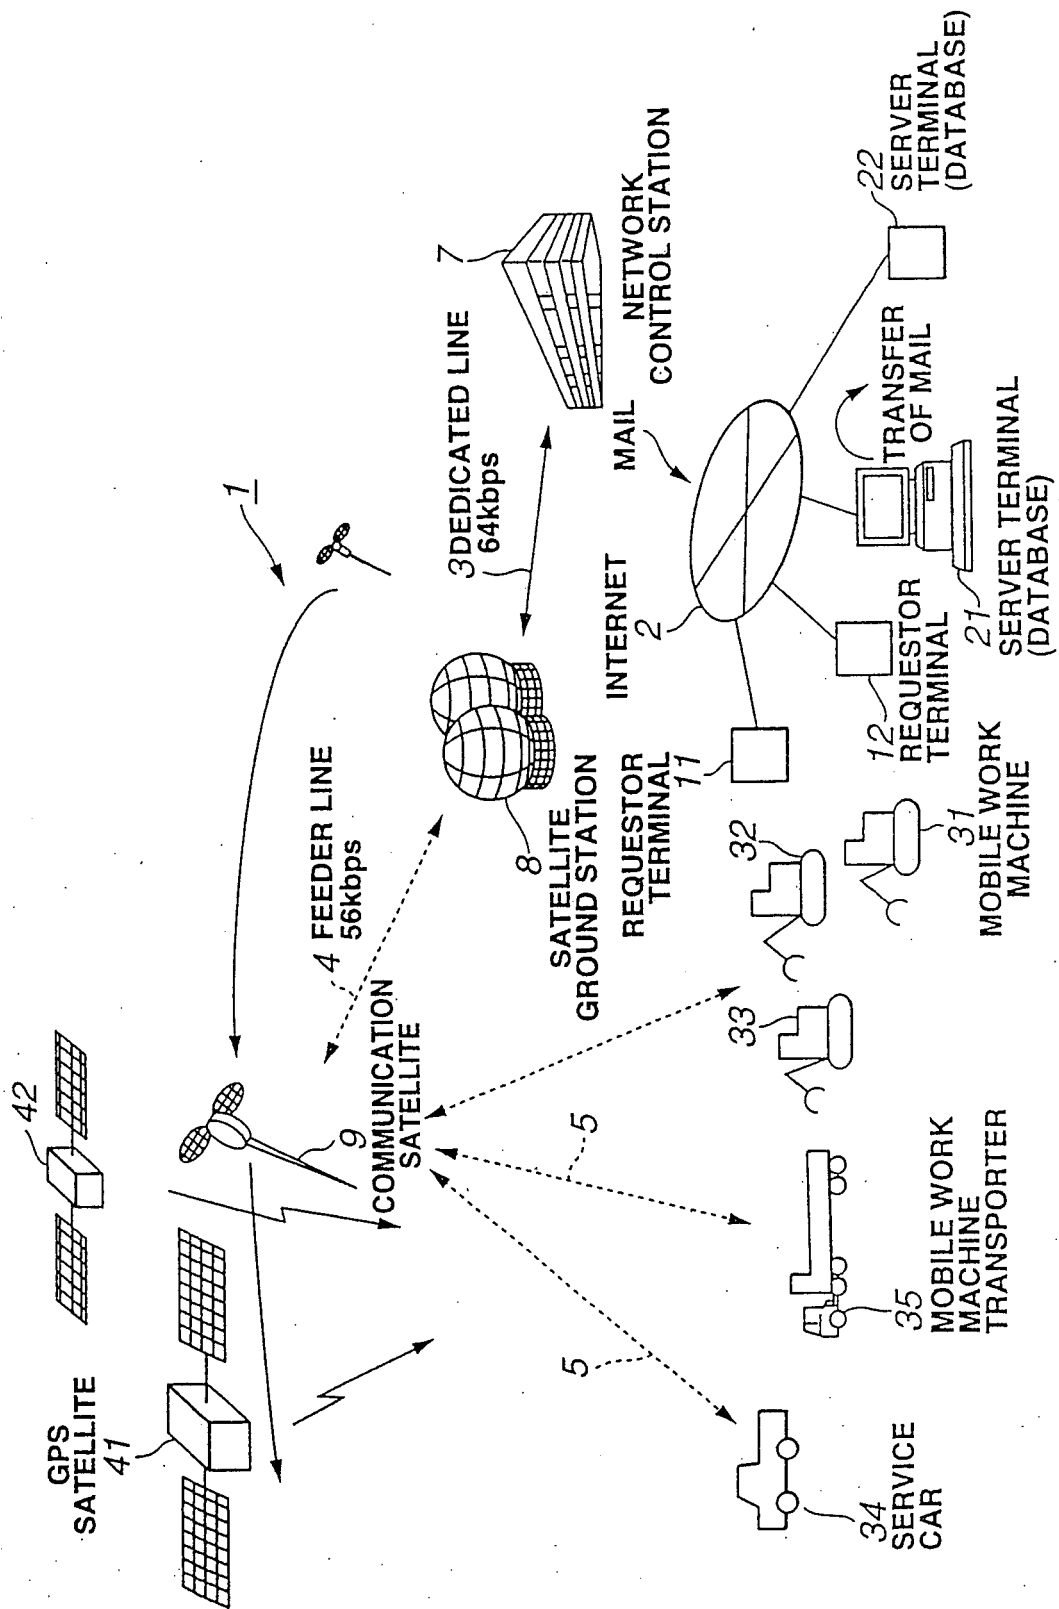 GPS
SATELLITE
41
42
1
9
COMMUNICATION
SATELLITE
4 FEEDER LINE
56kbps
3 DEDICATED LINE
64kbps
7
NETWORK
CONTROL STATION
8
SATELLITE
GROUND STATION
5
5
INTERNET
2
MAIL
REQUESTOR
TERMINAL
11
12
REQUESTOR
TERMINAL
21
SERVER TERMINAL
(DATABASE)
TRANSFER
OF MAIL
22
SERVER
TERMINAL
(DATABASE)
34
SERVICE
CAR
35
MOBILE WORK
MACHINE
TRANSPORTER
33
32
31
MOBILE WORK
MACHINE